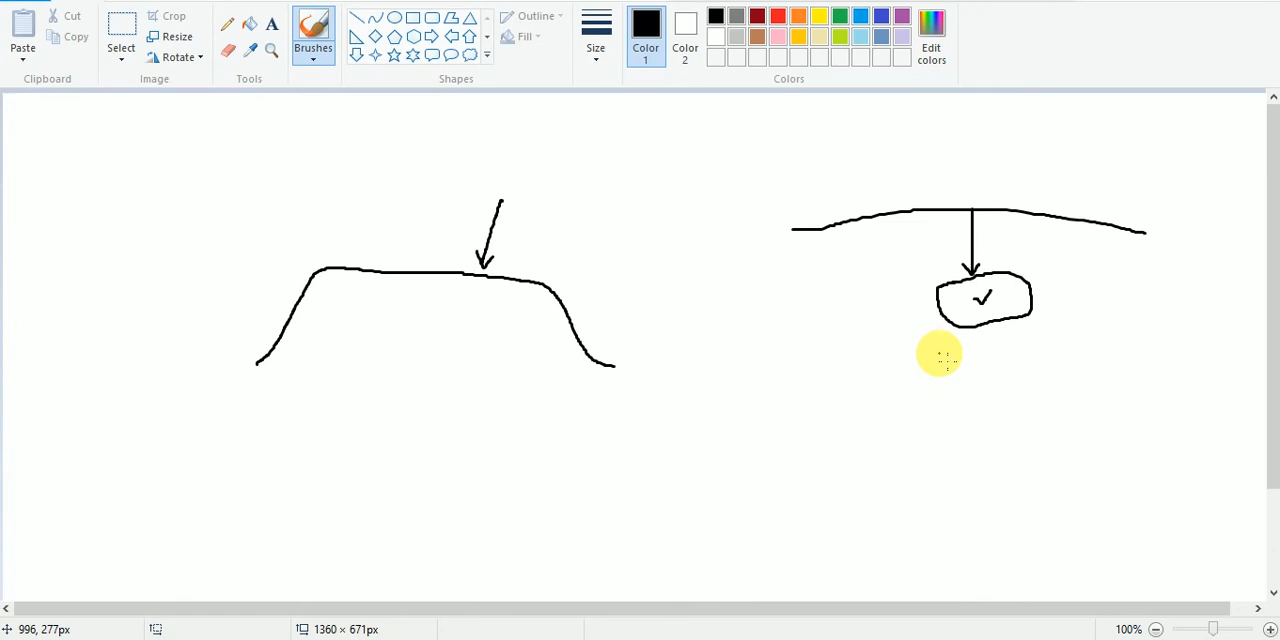 Cut
Crop
Outline
Copy
Resize
Fill
Paste
Select
Rotate
A
Brushes
Size
Color
1
Color
2
Edit
colors
Clipboard
Image
Tools
Shapes
Colors
996, 277px
1360 × 671px
100%